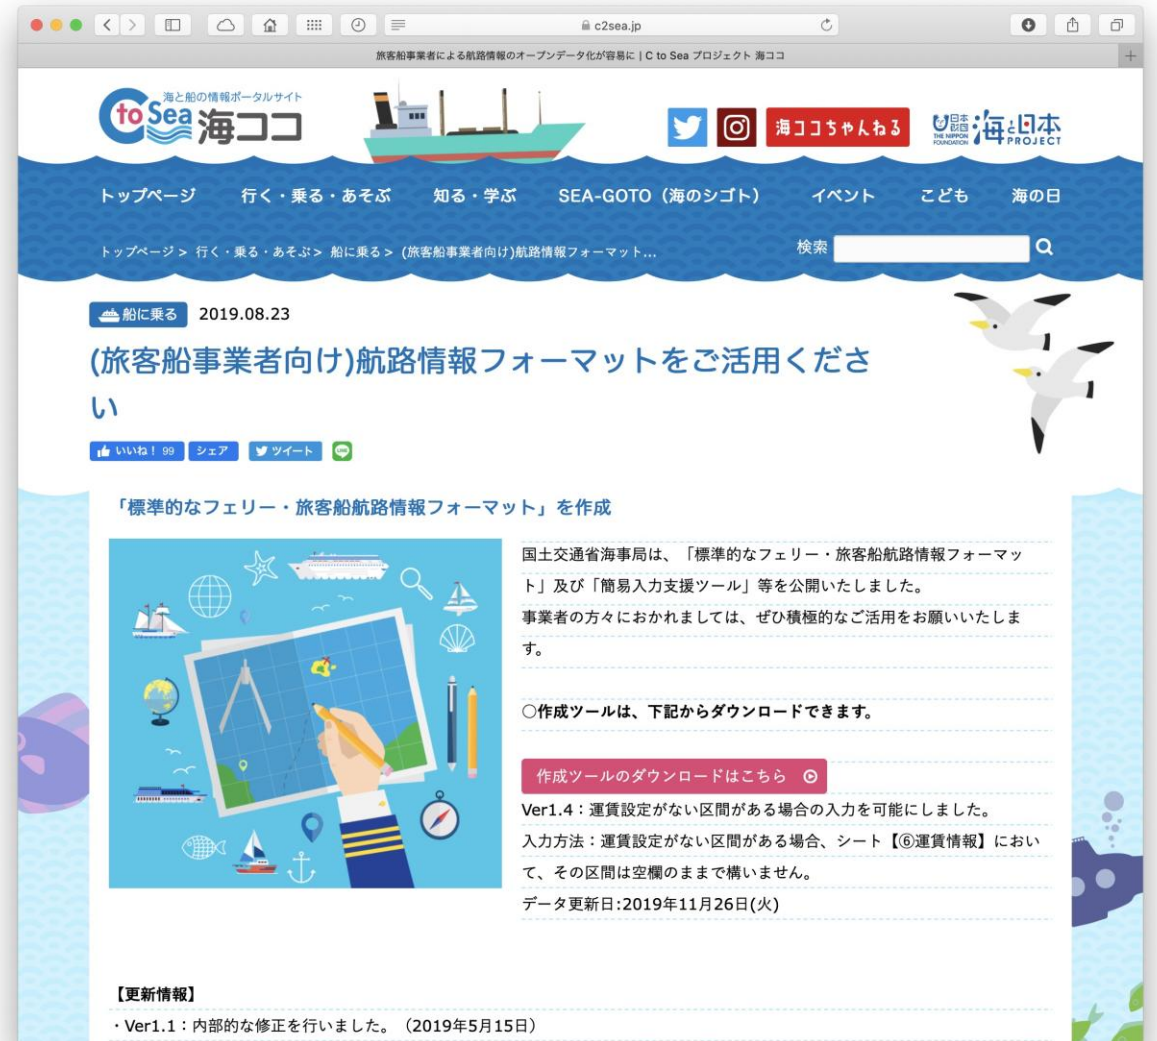 c2sea.jp
旅客船事業者による航路情報のオープンデータ化が容易に | C to Sea プロジェクト 海ココ
C to Sea
海と船の情報ポータルサイト
海ココ
海ココちゃんねる
日本財団
THE NIPPON FOUNDATION
海と日本
PROJECT
トップページ 行く・乗る・あそぶ 知る・学ぶ SEA-GOTO（海のシゴト） イベント こども 海の日
トップページ > 行く・乗る・あそぶ > 船に乗る > (旅客船事業者向け)航路情報フォーマット...
検索
船に乗る 2019.08.23
(旅客船事業者向け)航路情報フォーマットをご活用くださ
い
いいね！ 99 シェア ツイート LINE
「標準的なフェリー・旅客船航路情報フォーマット」を作成
国土交通省海事局は、「標準的なフェリー・旅客船航路情報フォーマッ
ト」及び「簡易入力支援ツール」等を公開いたしました。
事業者の方々におかれましては、ぜひ積極的なご活用をお願いいたしま
す。
○作成ツールは、下記からダウンロードできます。
作成ツールのダウンロードはこちら
Ver1.4：運賃設定がない区間がある場合の入力を可能にしました。
入力方法：運賃設定がない区間がある場合、シート【⑥運賃情報】におい
て、その区間は空欄のままで構いません。
データ更新日:2019年11月26日(火)
【更新情報】
・Ver1.1：内部的な修正を行いました。（2019年5月15日）